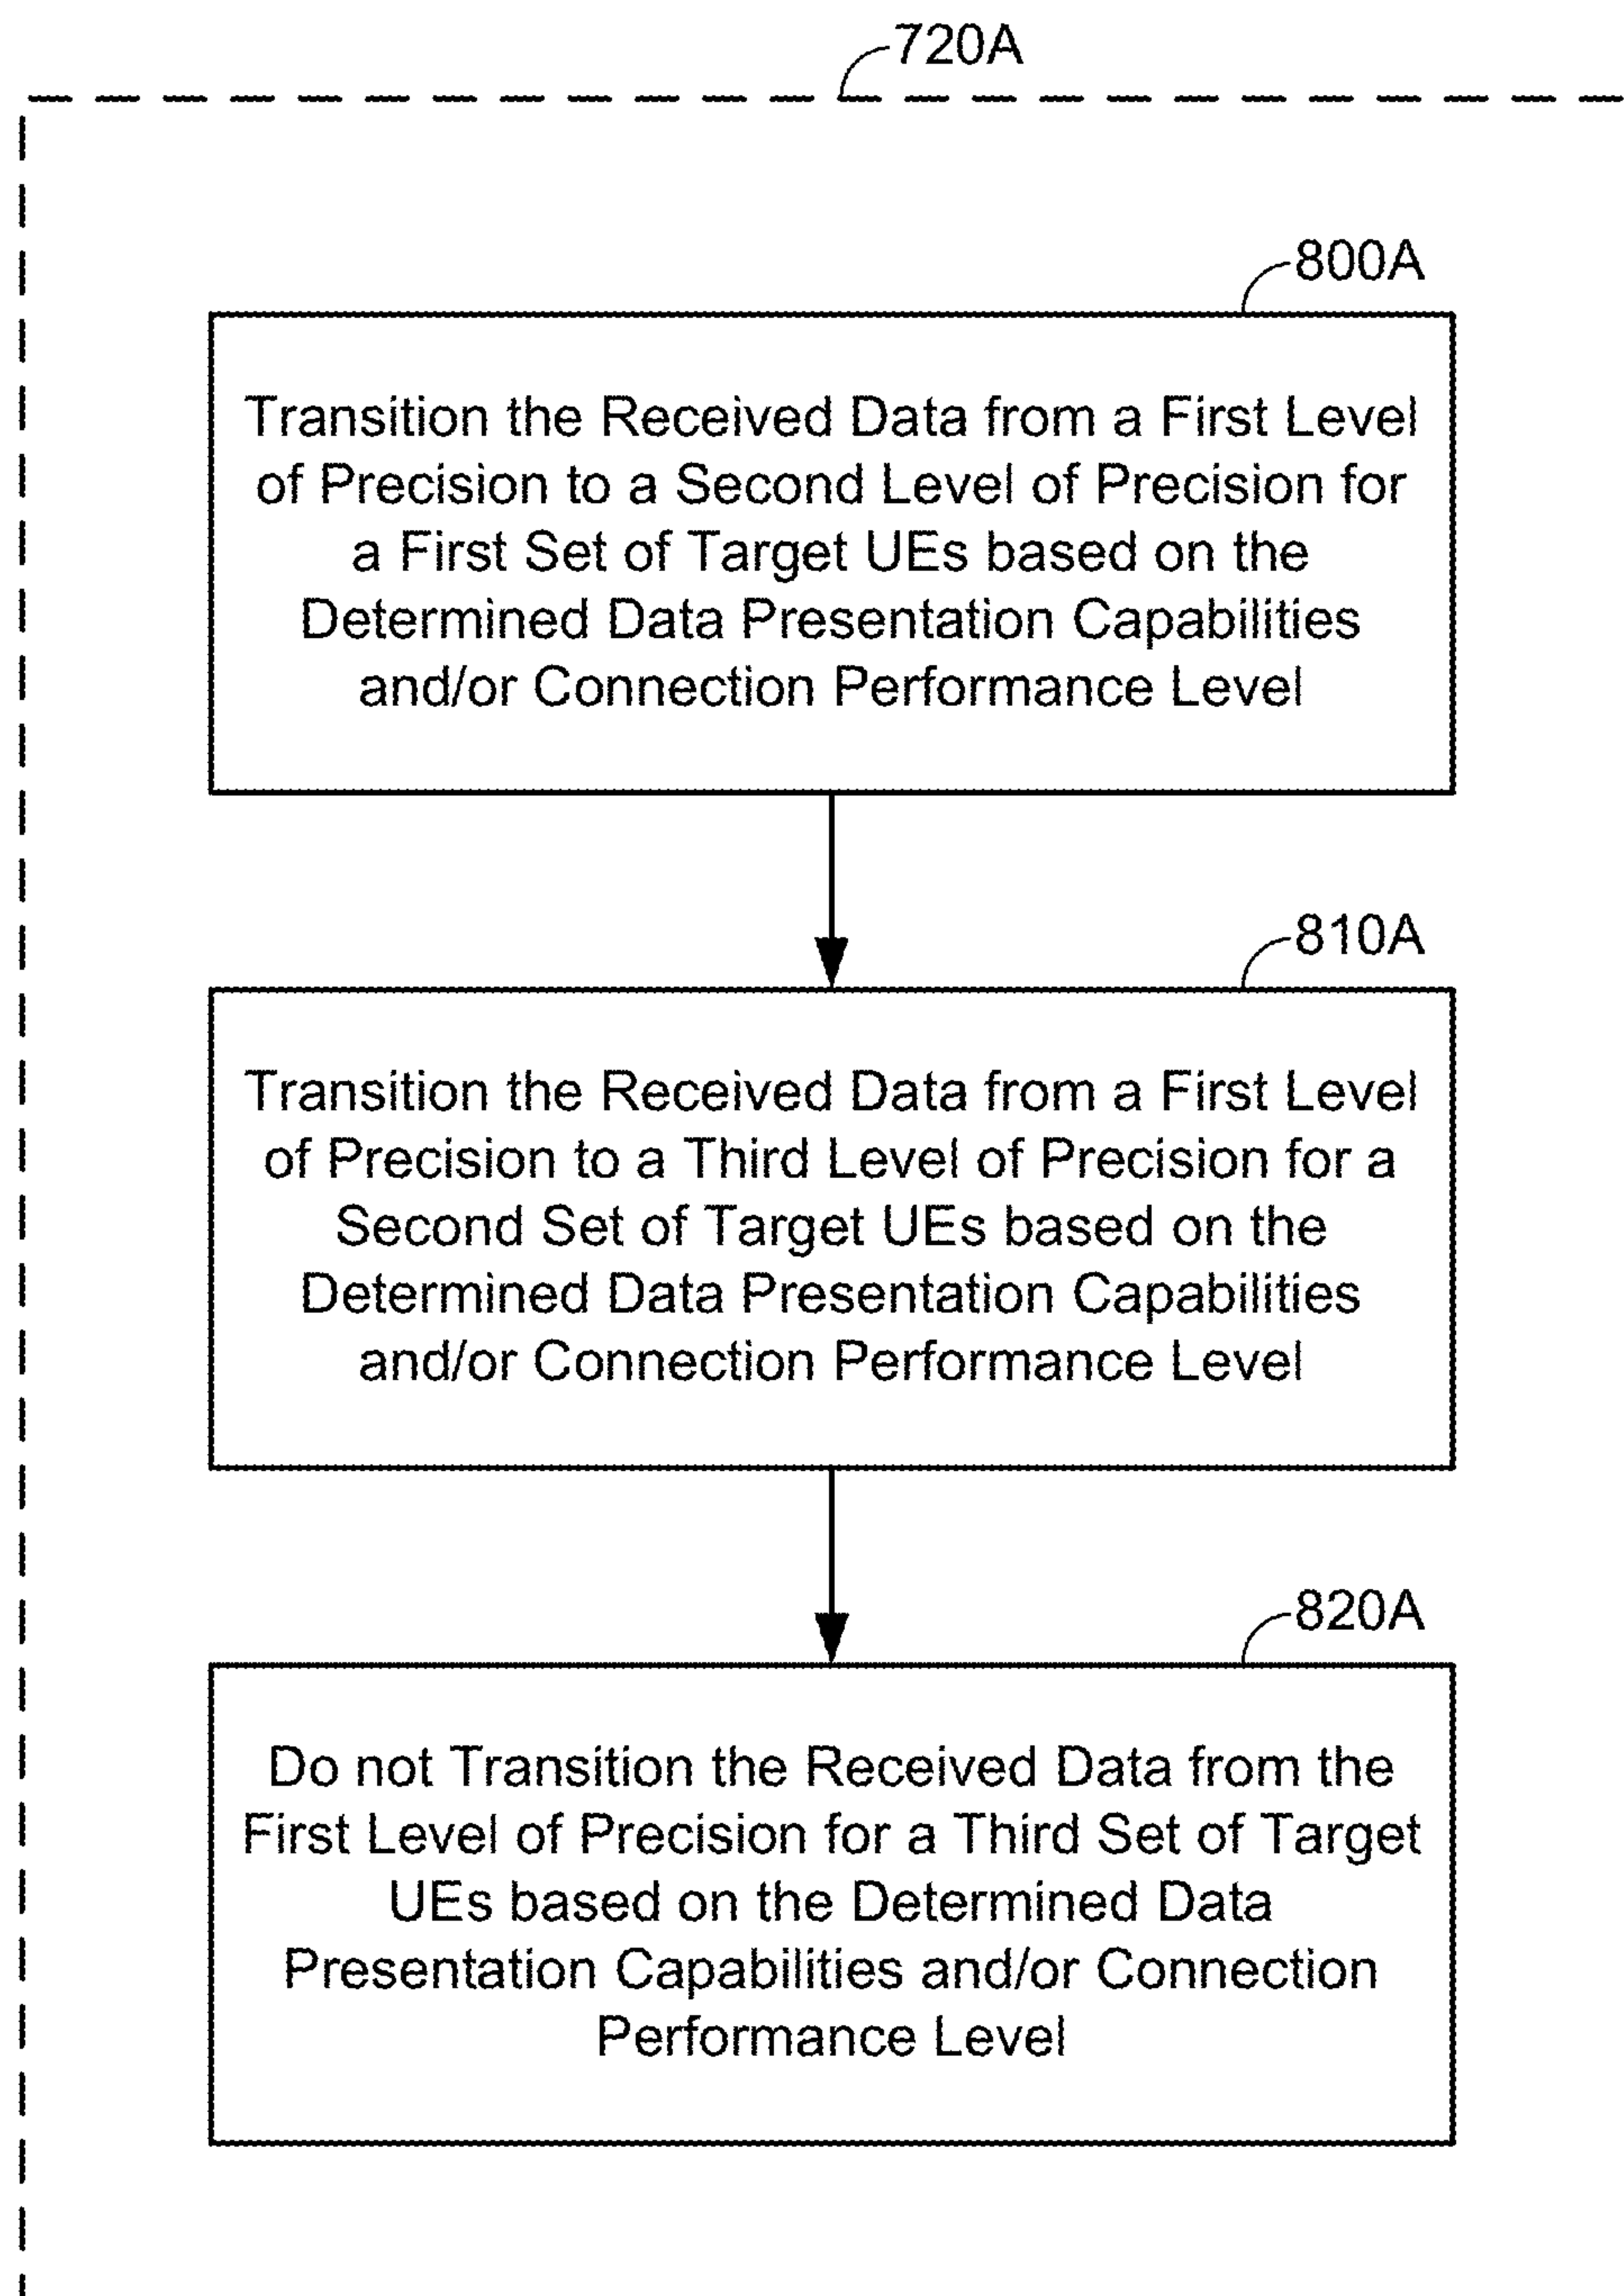 720A
800A
Transition the Received Data from a First Level
of Precision to a Second Level of Precision for
a First Set of Target UEs based on the
Determined Data Presentation Capabilities
and/or Connection Performance Level
810A
Transition the Received Data from a First Level
of Precision to a Third Level of Precision for a
Second Set of Target UEs based on the
Determined Data Presentation Capabilities
and/or Connection Performance Level
820A
Do not Transition the Received Data from the
First Level of Precision for a Third Set of Target
UEs based on the Determined Data
Presentation Capabilities and/or Connection
Performance Level